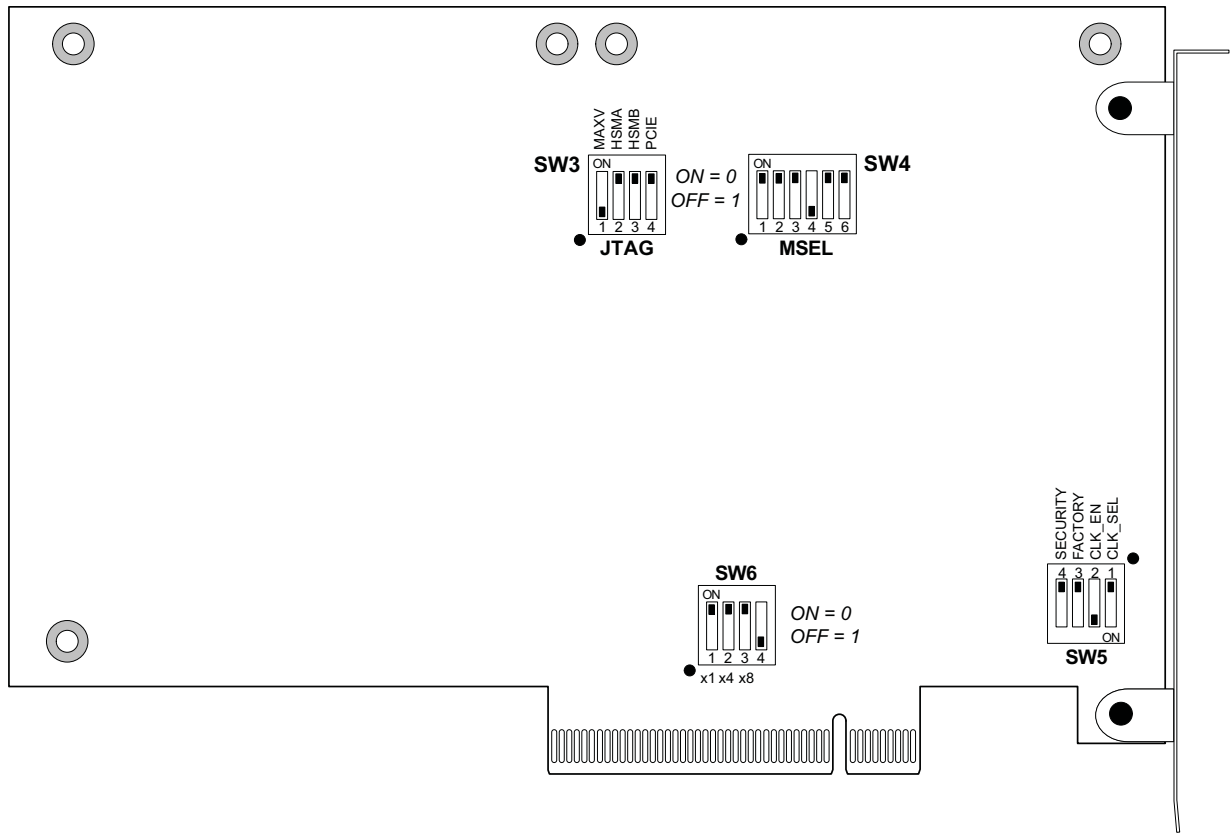 MAXV
HSMA
HSMB
PCIE
SW3
ON
1 2 3 4
JTAG
ON = 0
OFF = 1
ON
SW4
1 2 3 4 5 6
MSEL
SECURITY
FACTORY
CLK_EN
CLK_SEL
4 3 2 1
ON
SW5
SW6
ON
1 2 3 4
x1 x4 x8
ON = 0
OFF = 1